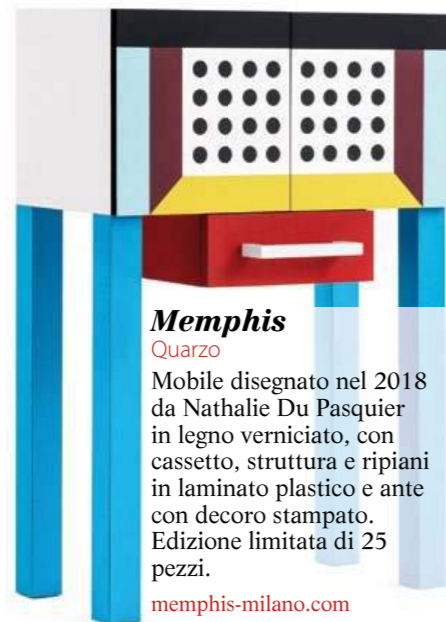 Memphis
Quarzo
Mobile disegnato nel 2018
da Nathalie Du Pasquier
in legno verniciato, con
cassetto, struttura e ripiani
in laminato plastico e ante
con decoro stampato.
Edizione limitata di 25
pezzi.
memphis-milano.com